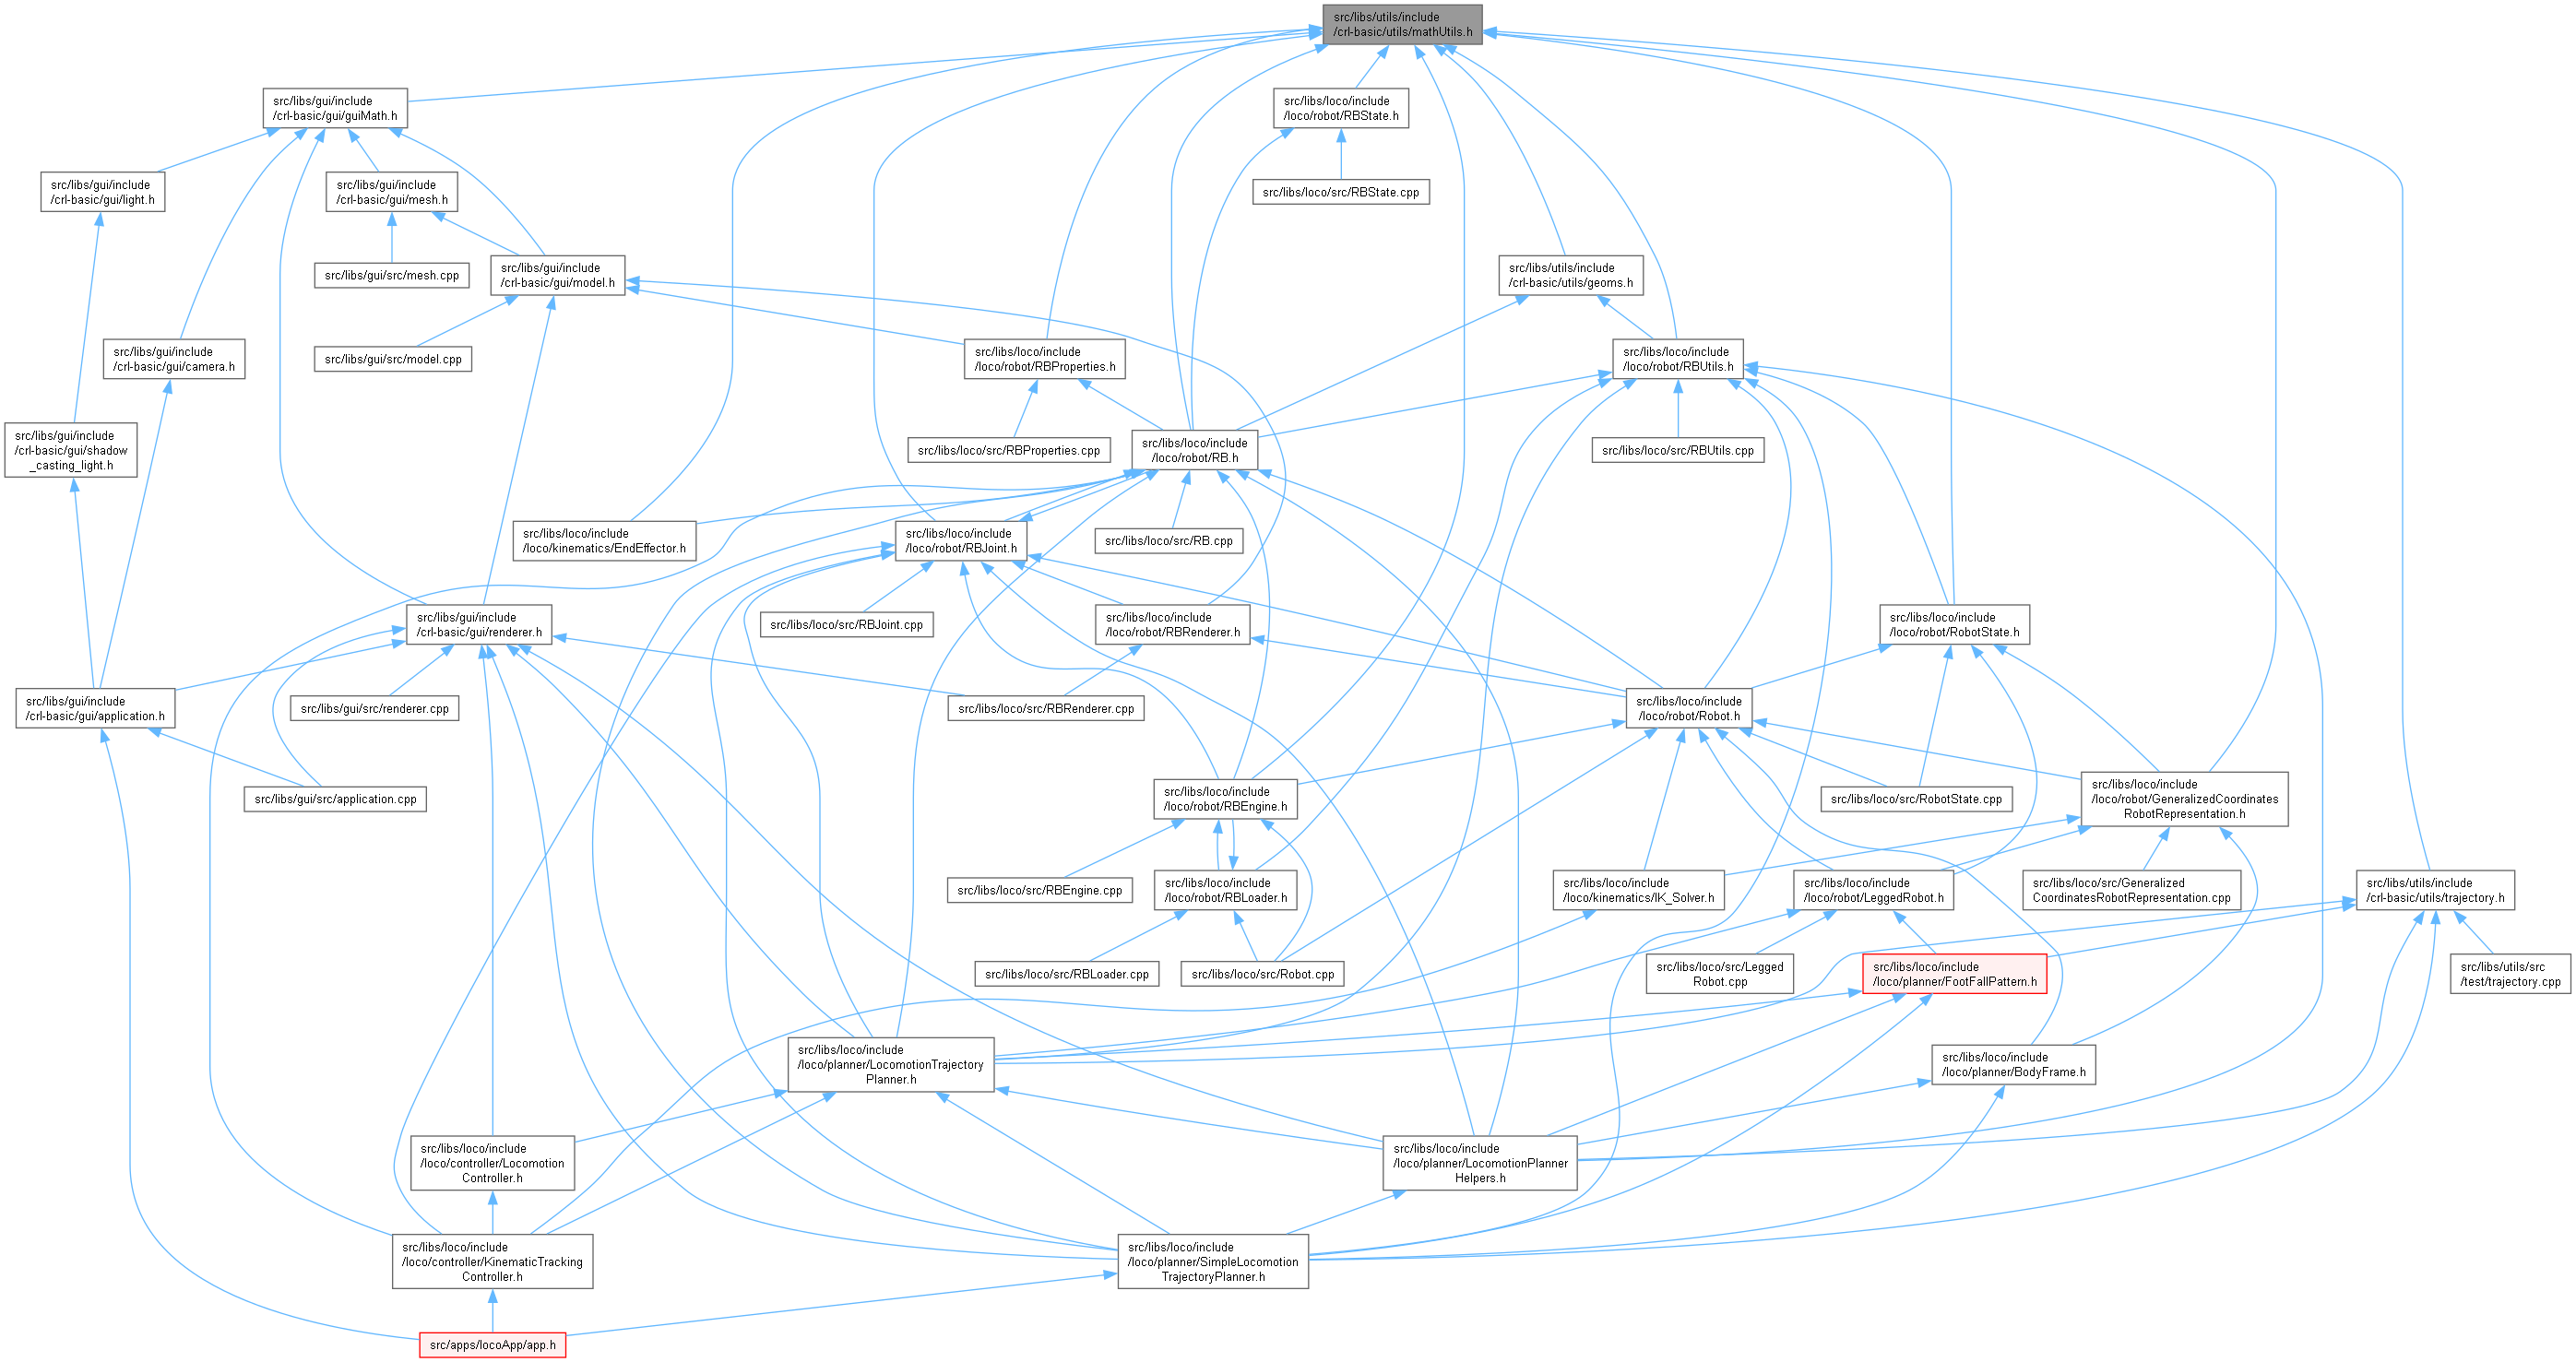 src/libs/utils/include
/crl-basic/utils/mathUtils.h
src/libs/gui/include
/crl-basic/gui/guiMath.h
src/libs/loco/include
/loco/robot/RBState.h
src/libs/gui/include
/crl-basic/gui/light.h
src/libs/gui/include
/crl-basic/gui/mesh.h
src/libs/loco/src/RBState.cpp
src/libs/gui/src/mesh.cpp
src/libs/gui/include
/crl-basic/gui/model.h
src/libs/utils/include
/crl-basic/utils/geoms.h
src/libs/gui/include
/crl-basic/gui/camera.h
src/libs/gui/src/model.cpp
src/libs/loco/include
/loco/robot/RBProperties.h
src/libs/loco/include
/loco/robot/RBUtils.h
src/libs/gui/include
/crl-basic/gui/shadow
_casting_light.h
src/libs/loco/src/RBProperties.cpp
src/libs/loco/include
/loco/robot/RB.h
src/libs/loco/src/RBUtils.cpp
src/libs/loco/include
/loco/kinematics/EndEffector.h
src/libs/loco/include
/loco/robot/RBJoint.h
src/libs/loco/src/RB.cpp
src/libs/gui/include
/crl-basic/gui/renderer.h
src/libs/loco/src/RBJoint.cpp
src/libs/loco/include
/loco/robot/RBRenderer.h
src/libs/loco/include
/loco/robot/RobotState.h
src/libs/gui/include
/crl-basic/gui/application.h
src/libs/gui/src/renderer.cpp
src/libs/loco/src/RBRenderer.cpp
src/libs/loco/include
/loco/robot/Robot.h
src/libs/gui/src/application.cpp
src/libs/loco/include
/loco/robot/RBEngine.h
src/libs/loco/src/RobotState.cpp
src/libs/loco/include
/loco/robot/GeneralizedCoordinates
RobotRepresentation.h
src/libs/loco/src/RBEngine.cpp
src/libs/loco/include
/loco/robot/RBLoader.h
src/libs/loco/include
/loco/kinematics/IK_Solver.h
src/libs/loco/include
/loco/robot/LeggedRobot.h
src/libs/loco/src/Generalized
CoordinatesRobotRepresentation.cpp
src/libs/utils/include
/crl-basic/utils/trajectory.h
src/libs/loco/src/RBLoader.cpp
src/libs/loco/src/Robot.cpp
src/libs/loco/src/Legged
Robot.cpp
src/libs/loco/include
/loco/planner/FootFallPattern.h
src/libs/utils/src
/test/trajectory.cpp
src/libs/loco/include
/loco/planner/LocomotionTrajectory
Planner.h
src/libs/loco/include
/loco/planner/BodyFrame.h
src/libs/loco/include
/loco/controller/Locomotion
Controller.h
src/libs/loco/include
/loco/planner/LocomotionPlanner
Helpers.h
src/libs/loco/include
/loco/controller/KinematicTracking
Controller.h
src/libs/loco/include
/loco/planner/SimpleLocomotion
TrajectoryPlanner.h
src/apps/locoApp/app.h